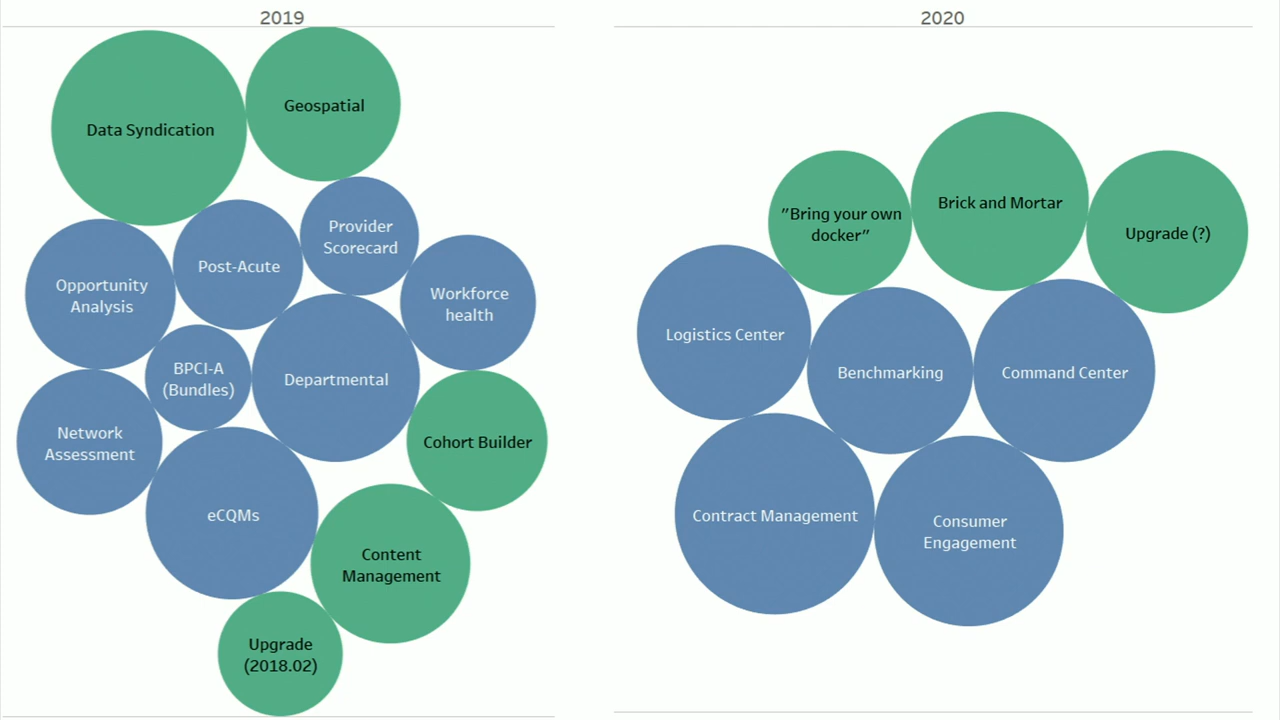 2019
Data Syndication
Geospatial
Provider
Scorecard
Post-Acute
Opportunity
Analysis
Workforce
health
BPCI-A
(Bundles)
Departmental
Network
Assessment
Cohort Builder
eCQMs
Content
Management
Upgrade
(2018.02)
2020
"Bring your own
docker"
Brick and Mortar
Upgrade (?)
Logistics Center
Benchmarking
Command Center
Contract Management
Consumer
Engagement